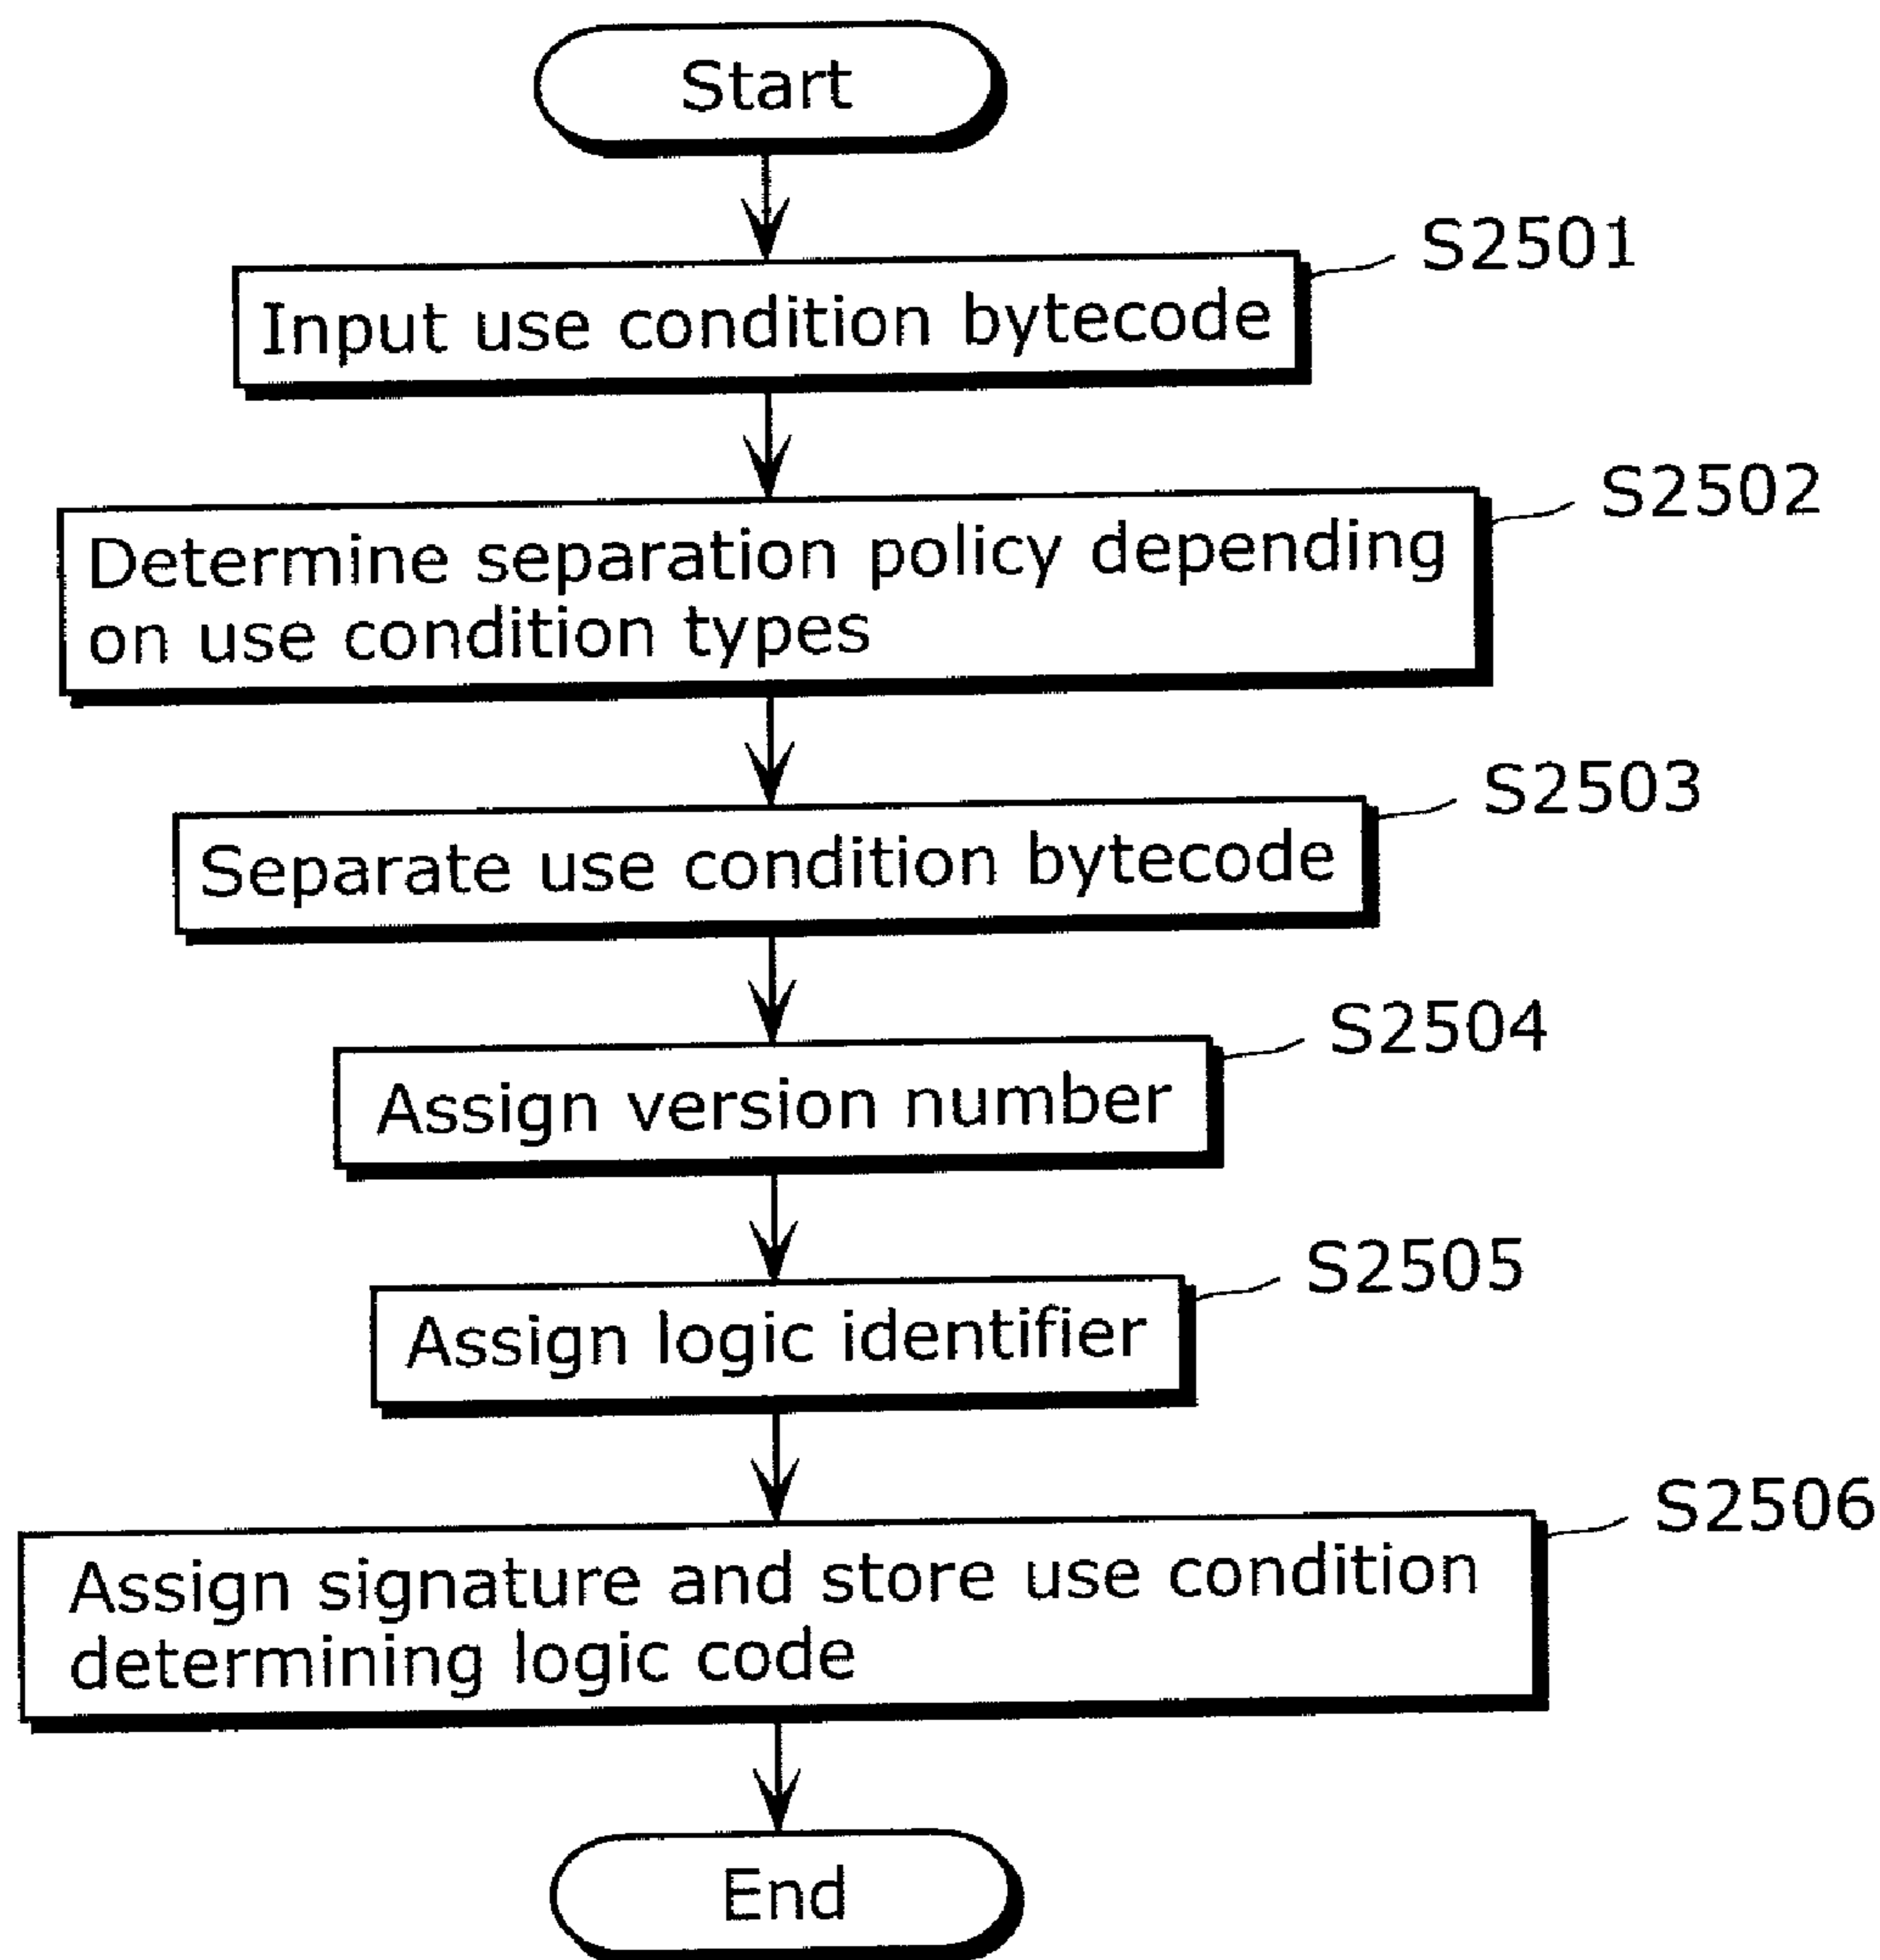 Start
S2501
Input use condition bytecode
S2502
Determine separation policy depending
on use condition types
S2503
Separate use condition bytecode
S2504
Assign version number
S2505
Assign logic identifier
S2506
Assign signature and store use condition
determining logic code
End